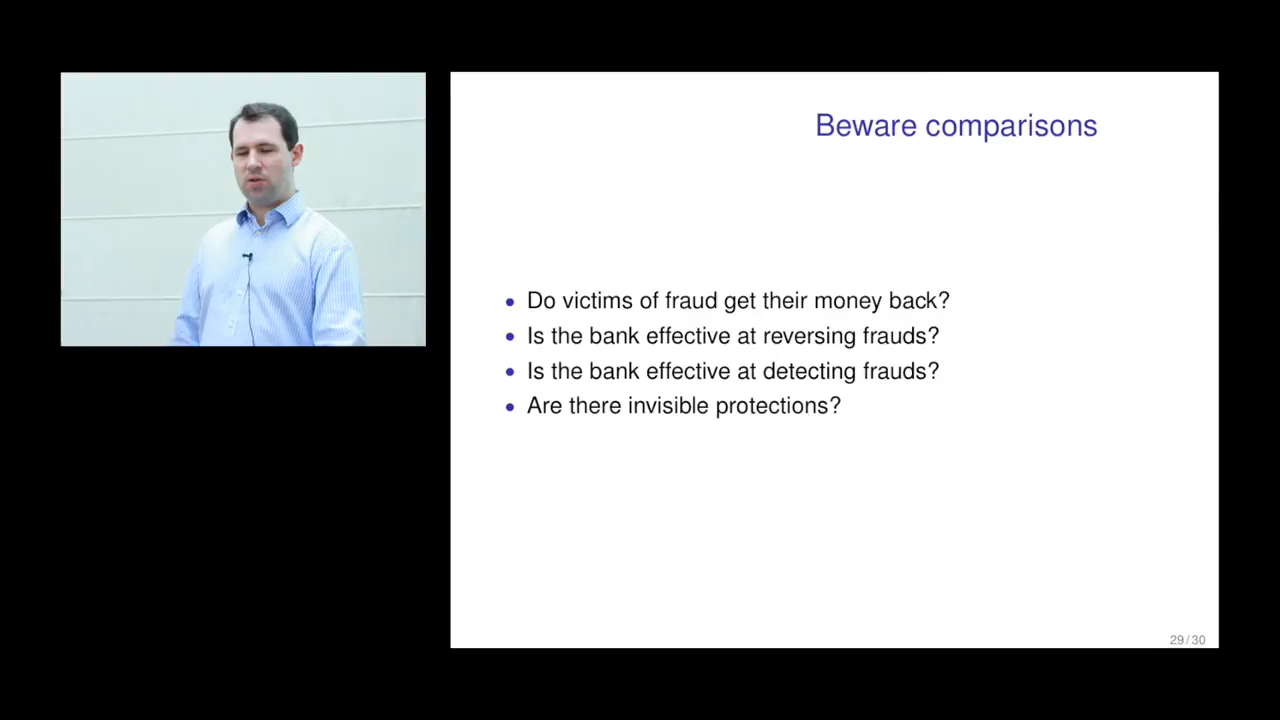 Beware comparisons
• Do victims of fraud get their money back?
• Is the bank effective at reversing frauds?
• Is the bank effective at detecting frauds?
• Are there invisible protections?
29 / 30